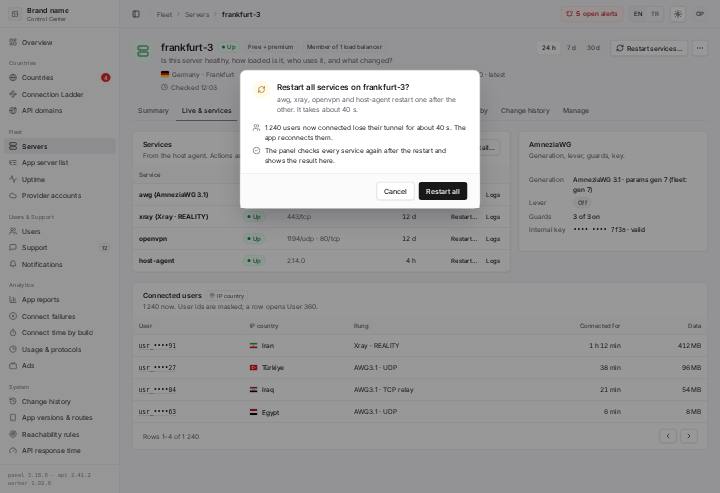 Brand name
Control Center
Overview
Countries
Countries 4
Connection Ladder
API domains
Fleet
Servers
App server list
Uptime
Provider accounts
Users & Support
Users
Support 12
Notifications
Analytics
App reports
Connect failures
Connect time by build
Usage & protocols
Ads
System
Change history
App versions & routes
Reachability rules
API response time
Fleet / Servers / frankfurt-3
5 open alerts
EN TR
OP
frankfurt-3 Up Free + premium Member of 1 load balancer
24 h 7 d 30 d Restart services...
Is this server healthy, how loaded is it, who uses it, and what changed?
Germany · Frankfurt
· latest
Checked 12:03
Summary Live & services by Change history Manage
Restart all services on frankfurt-3?
awg, xray, openvpn and host-agent restart one after the
other. It takes about 40 s.
1 240 users now connected lose their tunnel for about 40 s. The
app reconnects them.
The panel checks every service again after the restart and
shows the result here.
Cancel Restart all
Services
From the host agent. Actions as
Service
awg (AmneziaWG 3.1) Logs
xray (Xray · REALITY) Up 443/tcp 12 d Restart... Logs
openvpn Up 1194/udp · 80/tcp 12 d Restart... Logs
host-agent Up 2.14.0 4 h Restart... Logs
AmneziaWG
Generation, lever, guards, key.
Generation AmneziaWG 3.1 · params gen 7 (fleet:
gen 7)
Lever Off
Guards 3 of 3 on
Internal key •••• •••• 7f3a · valid
Connected users IP country
1 240 now. User ids are masked; a row opens User 360.
User IP country Rung Connected for Data
usr_••••91 Iran Xray · REALITY 1 h 12 min 412 MB
usr_••••27 Türkiye AWG3.1 · UDP 38 min 96 MB
usr_••••84 Iraq AWG3.1 · TCP relay 21 min 54 MB
usr_••••63 Egypt AWG3.1 · UDP 6 min 8 MB
Rows 1–4 of 1 240